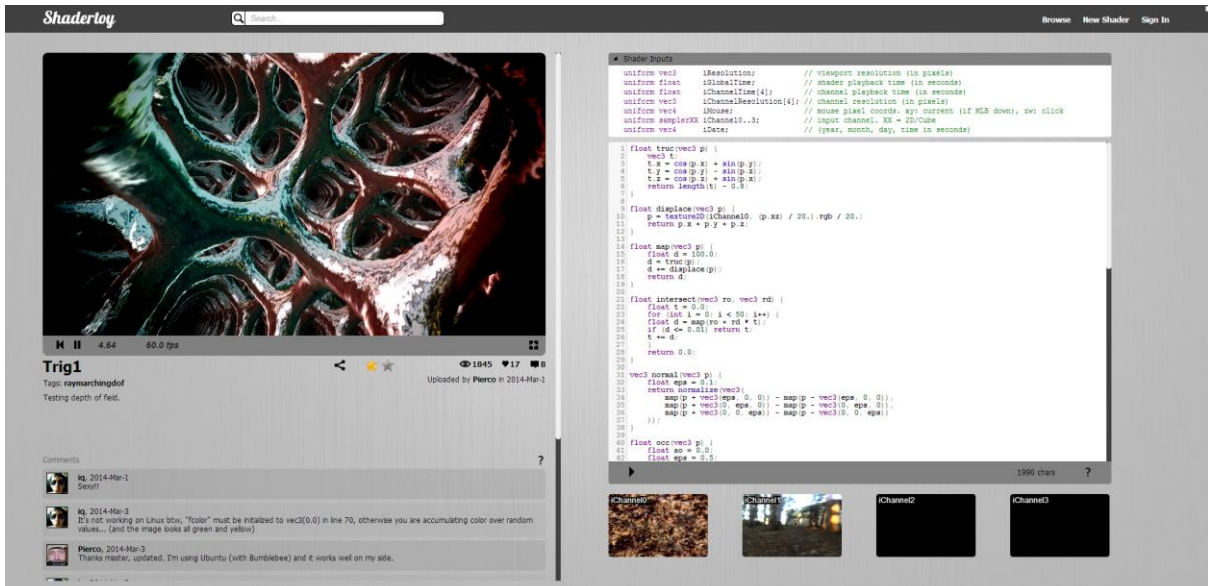 Shadertoy
Search...
Browse New Shader Sign In
4.64 60.0 fps
Trig1
1845 17 8
Tags: raymarchingdof
Uploaded by Pierco in 2014-Mar-1
Testing depth of field.
Comments
?
iq, 2014-Mar-1
Sexy!!
iq, 2014-Mar-3
It's not working on Linux btw, "fcolor" must be initialized to vec3(0.0) in line 70, otherwise you are accumulating color over random
values... (and the image looks all green and yellow)
Pierco, 2014-Mar-3
Thanks master, updated. I'm using Ubuntu (with Bumblebee) and it works well on my side.
Shader Inputs
uniform vec3 iResolution; // viewport resolution (in pixels)
uniform float iGlobalTime; // shader playback time (in seconds)
uniform float iChannelTime[4]; // channel playback time (in seconds)
uniform vec3 iChannelResolution[4]; // channel resolution (in pixels)
uniform vec4 iMouse; // mouse pixel coords. xy: current (if MLB down), zw: click
uniform samplerXX iChannel0..3; // input channel. XX = 2D/Cube
uniform vec4 iDate; // (year, month, day, time in seconds)
1 float truc(vec3 p) {
2 vec3 t;
3 t.x = cos(p.x) + sin(p.y);
4 t.y = cos(p.y) - sin(p.z);
5 t.z = cos(p.z) + sin(p.x);
6 return length(t) - 0.8;
7 }
8
9 float displace(vec3 p) {
10 p = texture2D(iChannel0, (p.xz) / 20.).rgb / 20.;
11 return p.x + p.y + p.z;
12 }
13
14 float map(vec3 p) {
15 float d = 100.0;
16 d = truc(p);
17 d += displace(p);
18 return d;
19 }
20
21 float intersect(vec3 ro, vec3 rd) {
22 float t = 0.0;
23 for (int i = 0; i < 50; i++) {
24 float d = map(ro + rd * t);
25 if (d <= 0.01) return t;
26 t += d;
27 }
28 return 0.0;
29 }
30
31 vec3 normal(vec3 p) {
32 float eps = 0.1;
33 return normalize(vec3(
34 map(p + vec3(eps, 0, 0)) - map(p - vec3(eps, 0, 0)),
35 map(p + vec3(0, eps, 0)) - map(p - vec3(0, eps, 0)),
36 map(p + vec3(0, 0, eps)) - map(p - vec3(0, 0, eps))
37 ));
38 }
39
40 float occ(vec3 p) {
41 float ao = 0.0;
42 float eps = 0.5;
1990 chars ?
iChannel0 iChannel1 iChannel2 iChannel3